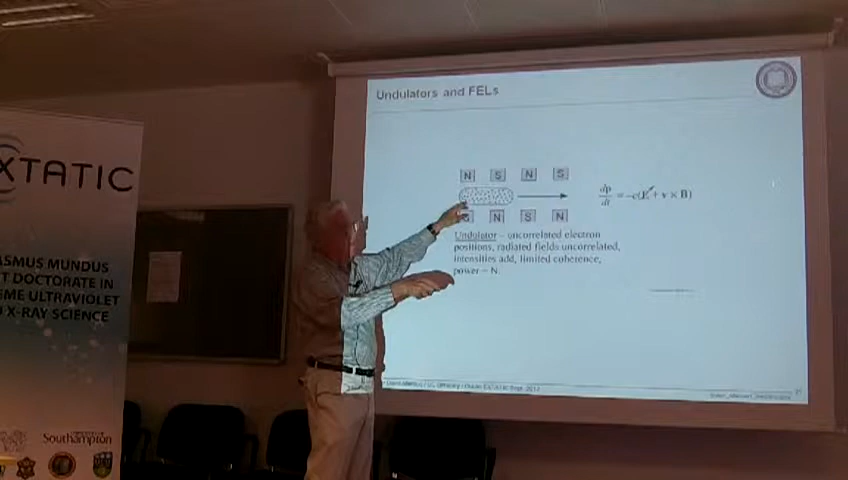 XTATIC
ASMUS MUNDUS
T DOCTORATE IN
EME ULTRAVIOLET
X-RAY SCIENCE
Southampton
Undulators and FELs
N S N S
S N S N
dp/dt = –e(E + v × B)
Undulator – uncorrelated electron
positions, radiated fields uncorrelated,
intensities add, limited coherence,
power ~ N.